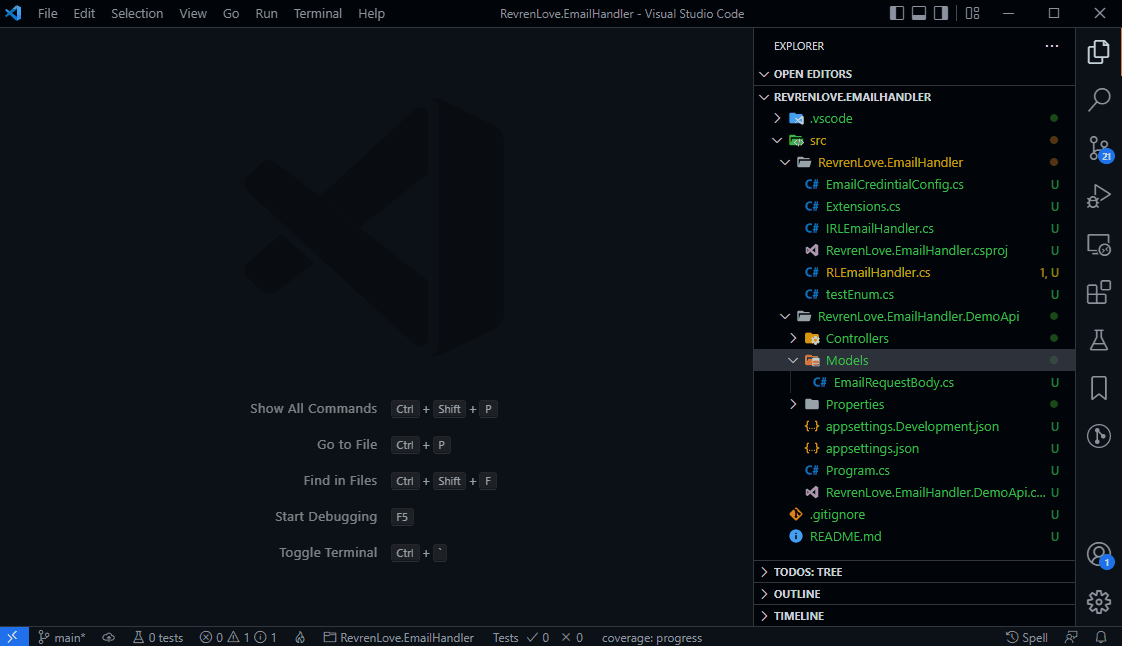 File Edit Selection View Go Run Terminal Help RevrenLove.EmailHandler - Visual Studio Code
EXPLORER ...
OPEN EDITORS
REVRENLOVE.EMAILHANDLER
.vscode
src
RevrenLove.EmailHandler
C# EmailCredintialConfig.cs U
C# Extensions.cs U
C# IRLEmailHandler.cs U
RevrenLove.EmailHandler.csproj U
C# RLEmailHandler.cs 1, U
C# testEnum.cs U
RevrenLove.EmailHandler.DemoApi
Controllers
Models
C# EmailRequestBody.cs U
Properties
{..} appsettings.Development.json U
{..} appsettings.json U
C# Program.cs U
RevrenLove.EmailHandler.DemoApi.c... U
.gitignore U
README.md U
TODOS: TREE
OUTLINE
TIMELINE
Show All Commands Ctrl + Shift + P
Go to File Ctrl + P
Find in Files Ctrl + Shift + F
Start Debugging F5
Toggle Terminal Ctrl + `
21
1
main* 0 tests 0 1 1 RevrenLove.EmailHandler Tests 0 0 coverage: progress Spell